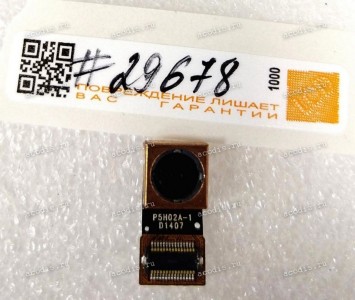 #29678
1000
ПОВРЕЖДЕНИЕ ЛИШАЕТ
ВАС ГАРАНТИИ
P5H02A-1
D1407